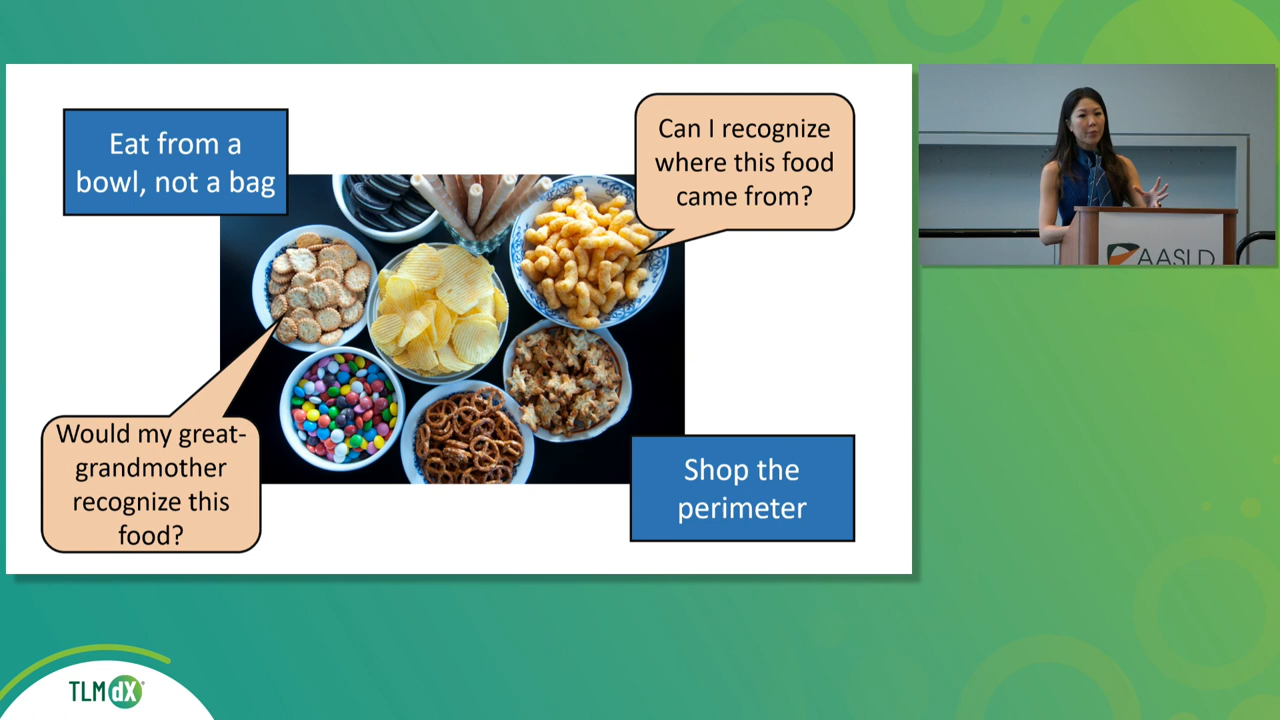 Eat from a
bowl, not a bag
Can I recognize
where this food
came from?
Would my great-
grandmother
recognize this
food?
Shop the
perimeter
AASLD
TLMdX